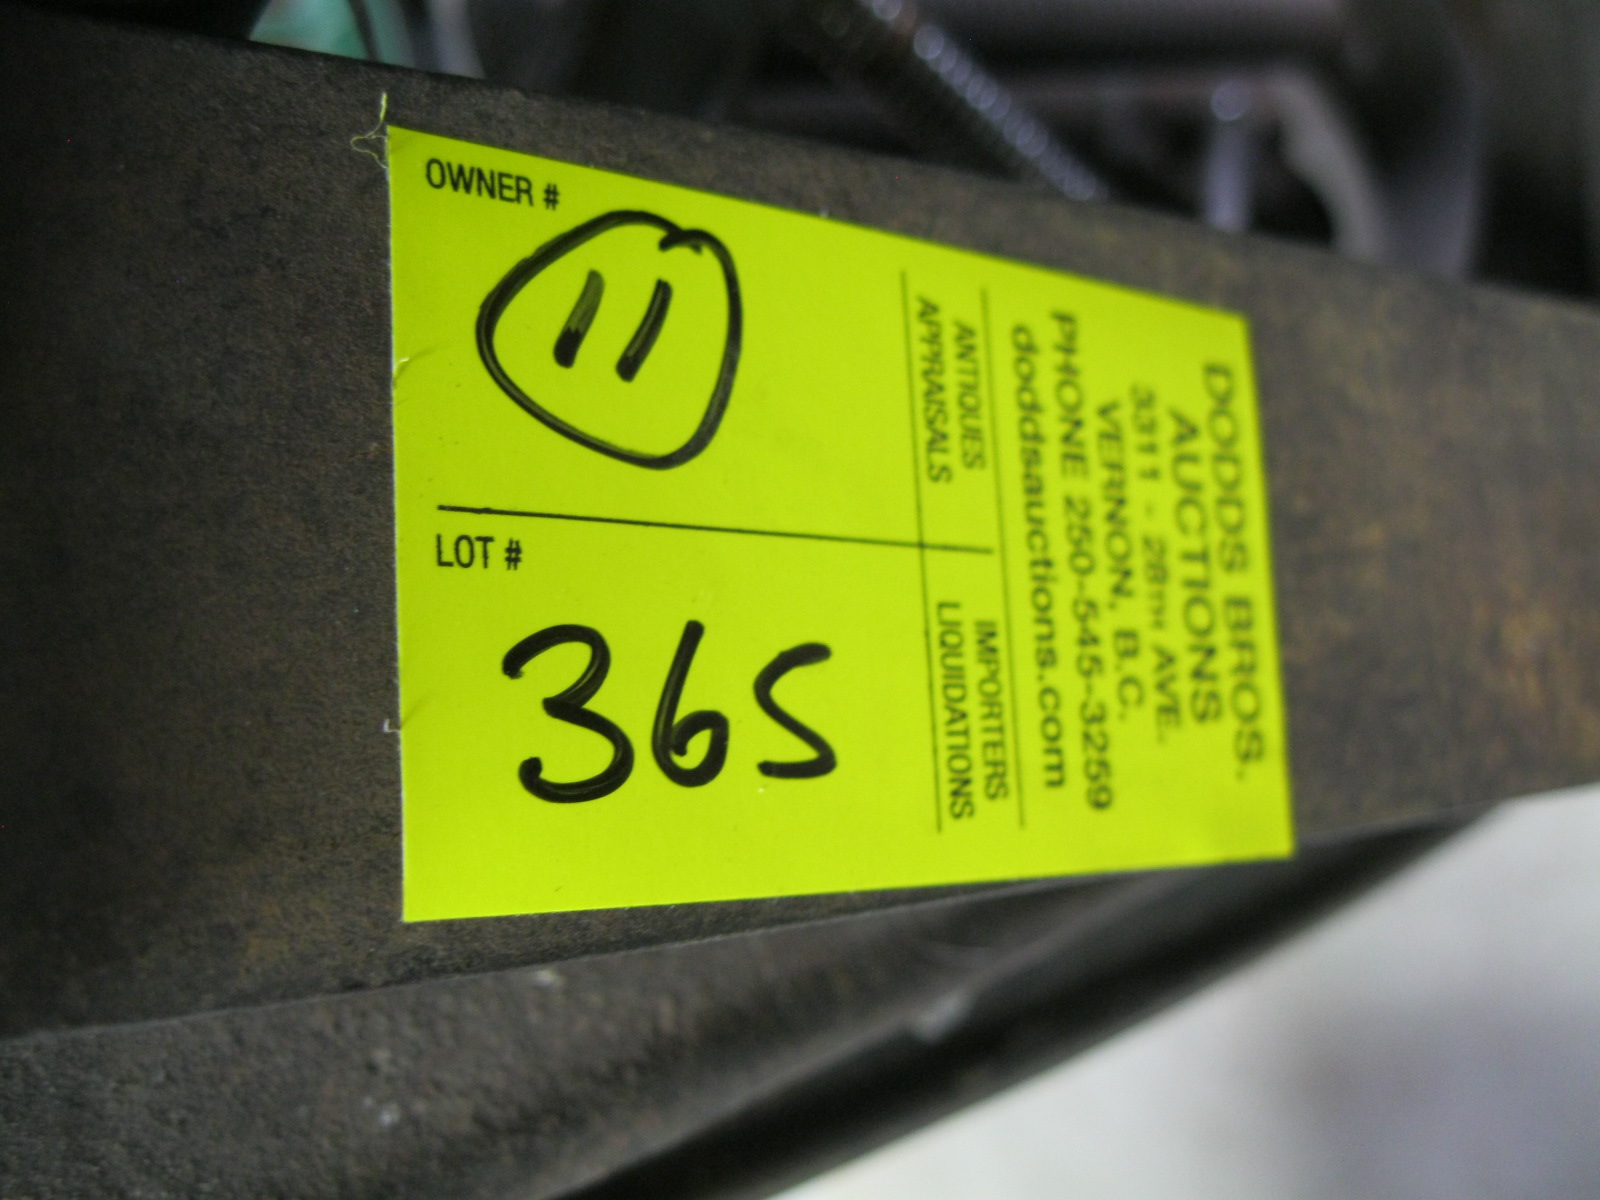 OWNER #
11
LOT #
365
DODDS BROS.
AUCTIONS
3311 - 28TH AVE.
VERNON, B.C.
PHONE 250-545-3259
doddsauctions.com
ANTIQUES
APPRAISALS
IMPORTERS
LIQUIDATIONS